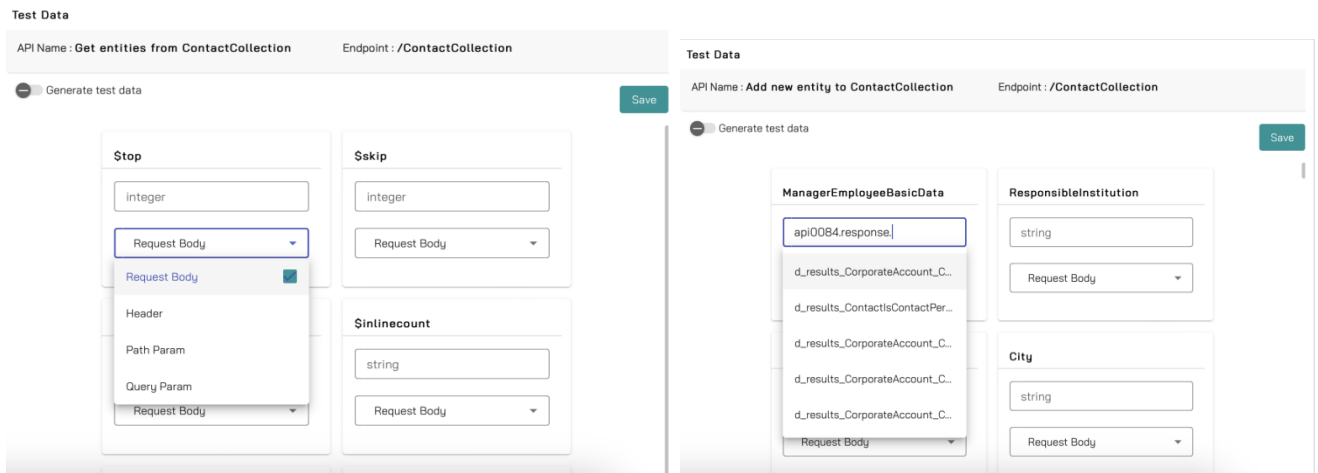 Test Data
API Name : Get entities from ContactCollection Endpoint : /ContactCollection
Generate test data
Save
$top
integer
Request Body
Request Body
Header
Path Param
Query Param
Request Body
$skip
integer
Request Body
$inlinecount
string
Request Body
Test Data
API Name : Add new entity to ContactCollection Endpoint : /ContactCollection
Generate test data
Save
ManagerEmployeeBasicData
api0084.response.
d_results_CorporateAccount_C...
d_results_ContactIsContactPer...
d_results_CorporateAccount_C...
d_results_CorporateAccount_C...
d_results_CorporateAccount_C...
Request Body
ResponsibleInstitution
string
Request Body
City
string
Request Body